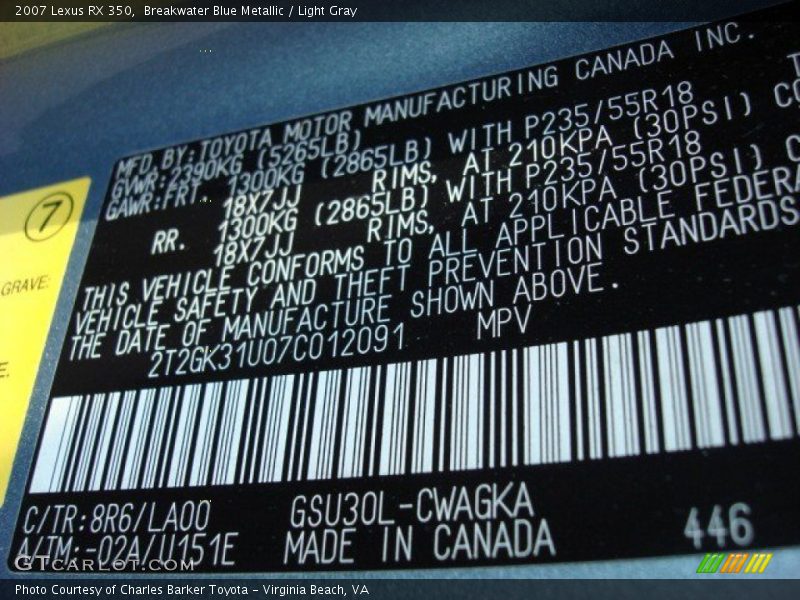 2007 Lexus RX 350, Breakwater Blue Metallic / Light Gray
MFD. BY: TOYOTA MOTOR MANUFACTURING CANADA INC.
GVWR: 2390KG (5265LB)
GAWR: FRT. 1300KG (2865LB) WITH P235/55R18
18X7JJ RIMS, AT 210KPA (30PSI)
RR. 1300KG (2865LB) WITH P235/55R18
18X7JJ RIMS, AT 210KPA (30PSI)
THIS VEHICLE CONFORMS TO ALL APPLICABLE FEDERA
VEHICLE SAFETY AND THEFT PREVENTION STANDARDS
THE DATE OF MANUFACTURE SHOWN ABOVE.
2T2GK31U07C012091 MPV
7
GRAVE:
E.
C/TR: 8R6/LA00 GSU30L-CWAGKA
A/TM: -02A/U151E MADE IN CANADA 446
GTCARLOT.COM
Photo Courtesy of Charles Barker Toyota - Virginia Beach, VA